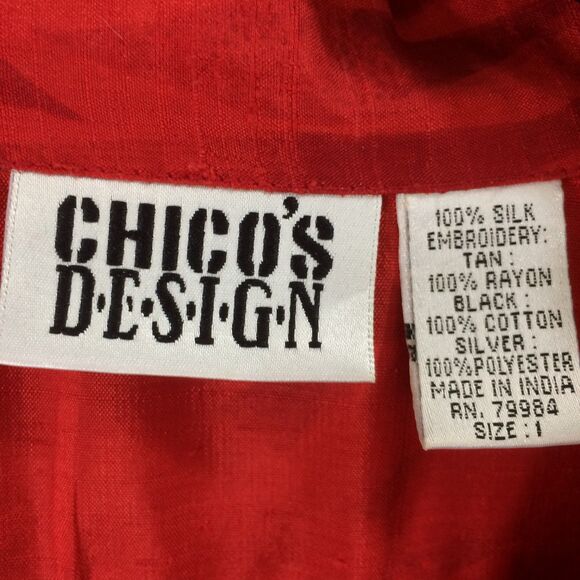 CHICO'S
D·E·S·I·G·N
100% SILK
EMBROIDERY:
TAN :
100% RAYON
BLACK :
100% COTTON
SILVER :
100%POLYESTER
MADE IN INDIA
RN. 79984
SIZE : 1